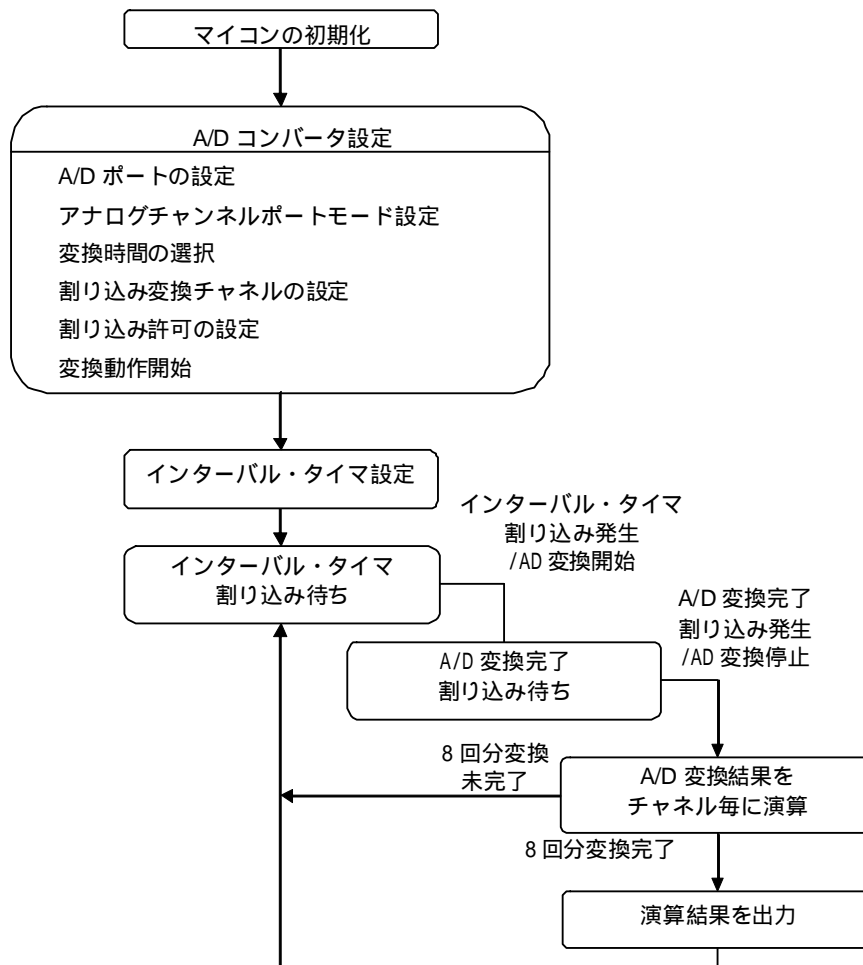 マイコンの初期化
A/D コンバータ設定
A/D ポートの設定
アナログチャンネルポートモード設定
変換時間の選択
割り込み変換チャネルの設定
割り込み許可の設定
変換動作開始
インターバル・タイマ設定
インターバル・タイマ
割り込み発生
/AD 変換開始
インターバル・タイマ
割り込み待ち
A/D 変換完了
割り込み発生
/AD 変換停止
A/D 変換完了
割り込み待ち
8 回分変換
未完了
A/D 変換結果を
チャネル毎に演算
8 回分変換完了
演算結果を出力